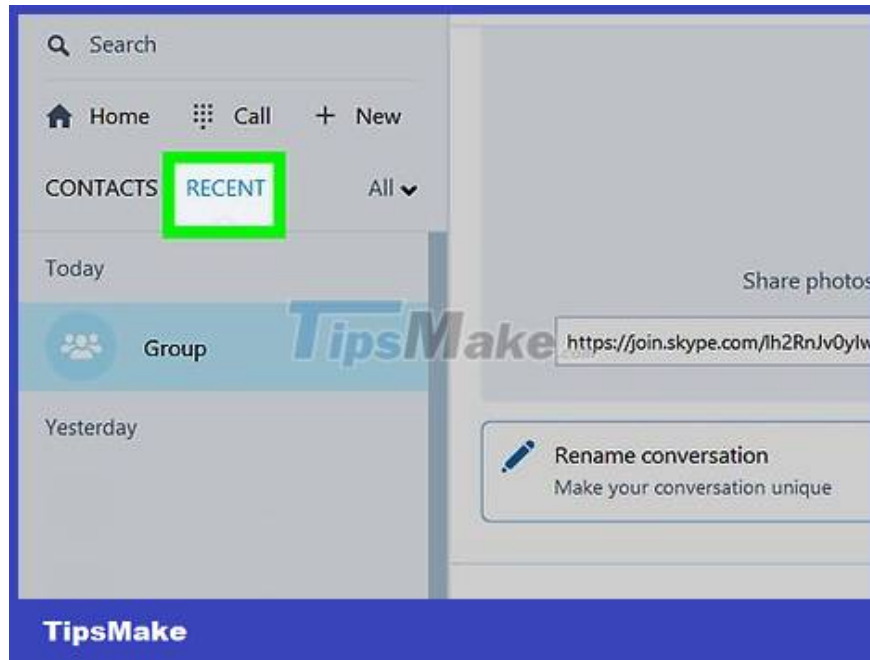 Search
Home Call + New
CONTACTS RECENT All
Today
Group
Yesterday
Share photos
TipsMake
.com
https://join.skype.com/
Rename conversation
Make your conversation unique
TipsMake